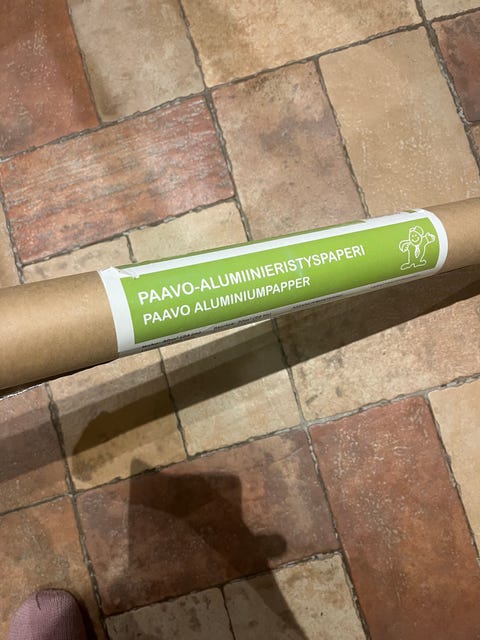 PAAVO-ALUMIINIERISTYSPAPERI
PAAVO ALUMINIUMPAPPER